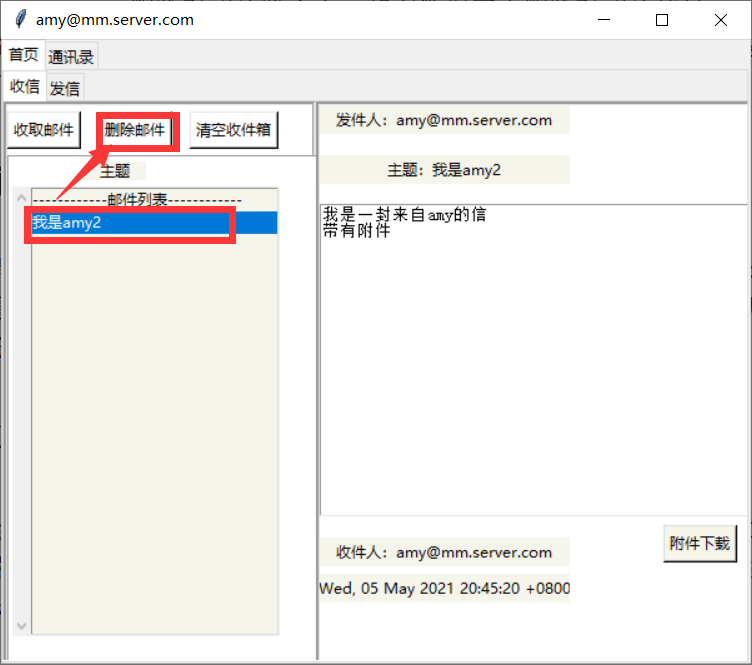 amy@mm.server.com
首页 通讯录
收信 发信
收取邮件 删除邮件 清空收件箱
主题
------------邮件列表------------
我是amy2
发件人：amy@mm.server.com
主题：我是amy2
我是一封来自amy的信
带有附件
附件下载
收件人：amy@mm.server.com
Wed, 05 May 2021 20:45:20 +0800